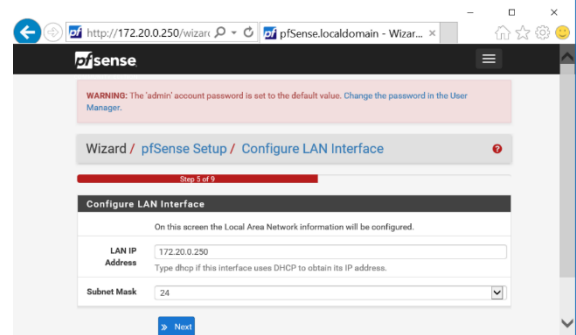 http://172.20.0.250/wizar
pfSense.localdomain - Wizar...
pfsense
WARNING: The 'admin' account password is set to the default value. Change the password in the User
Manager.
Wizard / pfSense Setup / Configure LAN Interface
Step 5 of 9
Configure LAN Interface
On this screen the Local Area Network information will be configured.
LAN IP
Address
172.20.0.250
Type dhcp if this interface uses DHCP to obtain its IP address.
Subnet Mask
24
Next